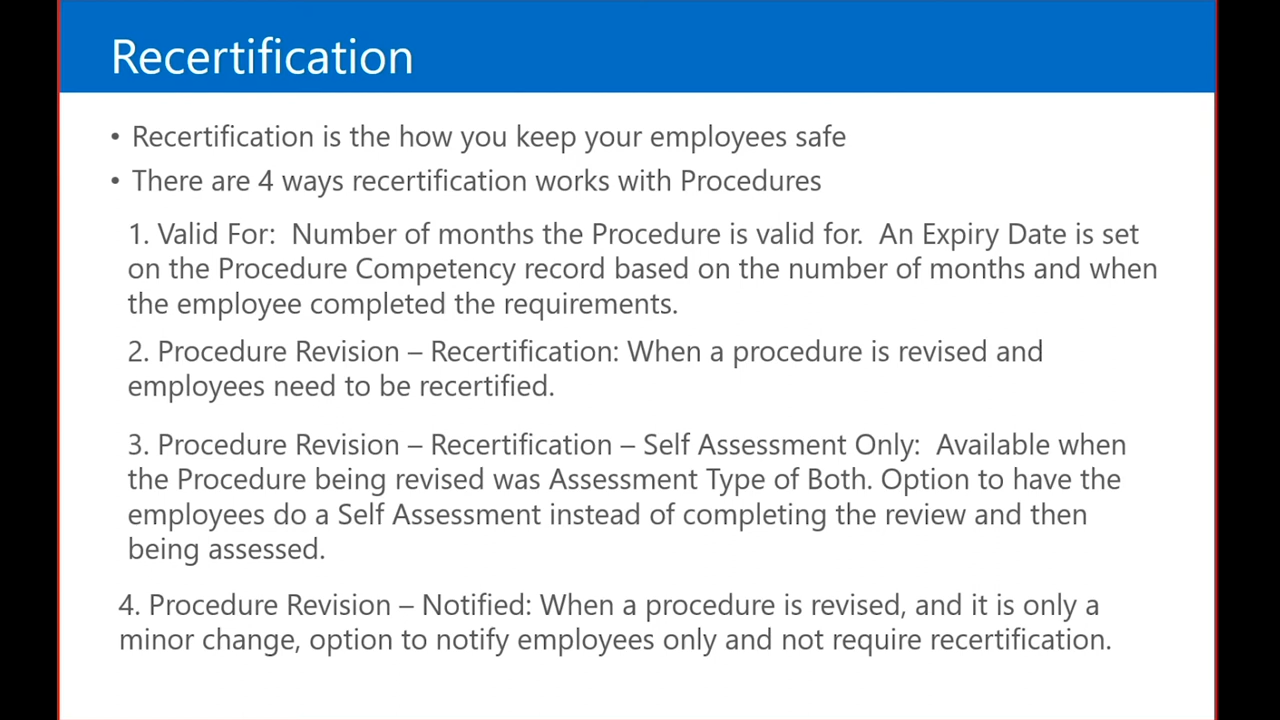 Recertification
• Recertification is the how you keep your employees safe
• There are 4 ways recertification works with Procedures
1. Valid For:  Number of months the Procedure is valid for.  An Expiry Date is set
on the Procedure Competency record based on the number of months and when
the employee completed the requirements.
2. Procedure Revision – Recertification: When a procedure is revised and
employees need to be recertified.
3. Procedure Revision – Recertification – Self Assessment Only:  Available when
the Procedure being revised was Assessment Type of Both. Option to have the
employees do a Self Assessment instead of completing the review and then
being assessed.
4. Procedure Revision – Notified: When a procedure is revised, and it is only a
minor change, option to notify employees only and not require recertification.